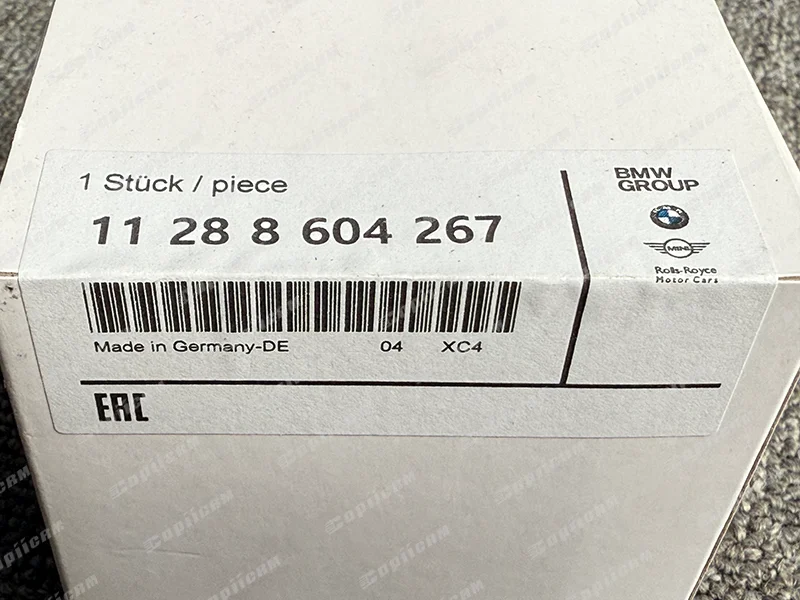 1 Stück / piece
11 28 8 604 267
Made in Germany-DE 04 XC4
EAC
BMW
GROUP
MINI
Rolls-Royce
Motor Cars
Copiicam